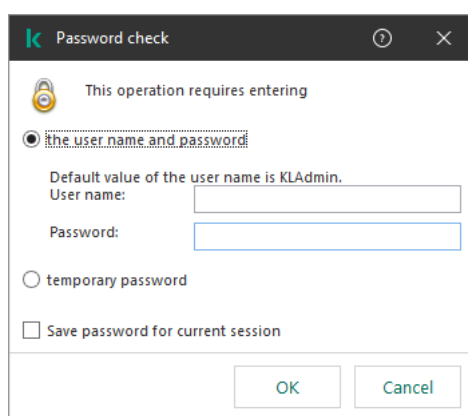 Password check
This operation requires entering
the user name and password
Default value of the user name is KLAdmin.
User name:
Password:
temporary password
Save password for current session
OK Cancel